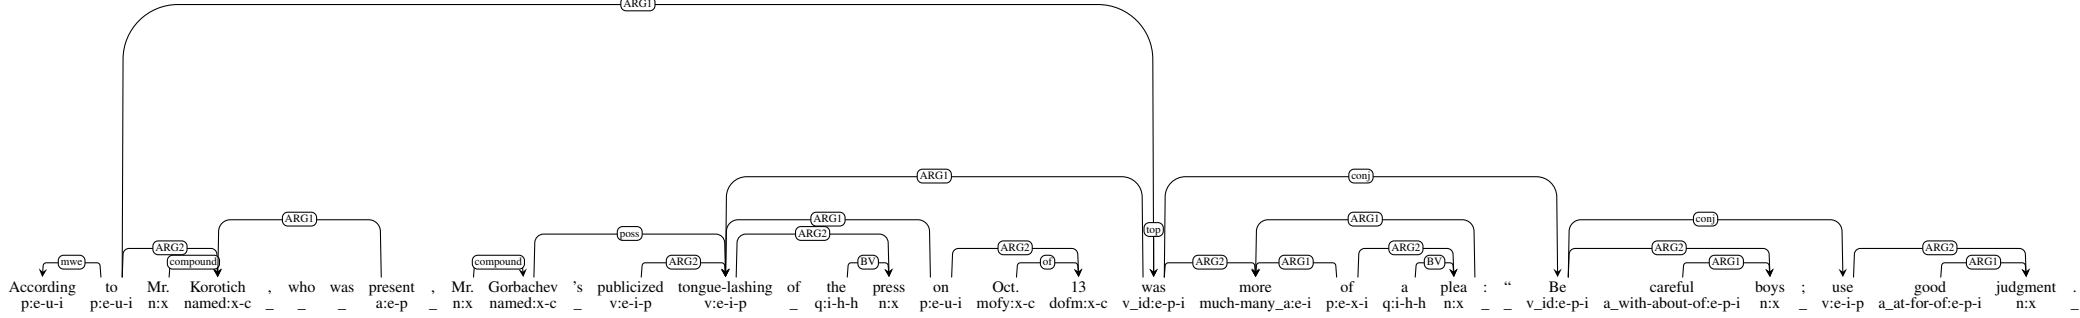 ARG1
ARG1 conj
top
ARG1 ARG1 ARG1 conj
poss ARG2
ARG2 ARG2 ARG2 ARG2 ARG2
mwe compound compound ARG2 BV of ARG2 ARG1 BV ARG1 ARG1
According to Mr. Korotich , who was present , Mr. Gorbachev 's publicized tongue-lashing of the press on Oct. 13 was more of a plea : “ Be careful boys ; use good judgment .
p:e-u-i p:e-u-i n:x named:x-c _ _ _ a:e-p _ n:x named:x-c _ v:e-i-p v:e-i-p _ q:i-h-h n:x p:e-u-i mofy:x-c dofm:x-c v_id:e-p-i much-many_a:e-i p:e-x-i q:i-h-h n:x _ _ v_id:e-p-i a_with-about-of:e-p-i n:x _ v:e-i-p a_at-for-of:e-p-i n:x _